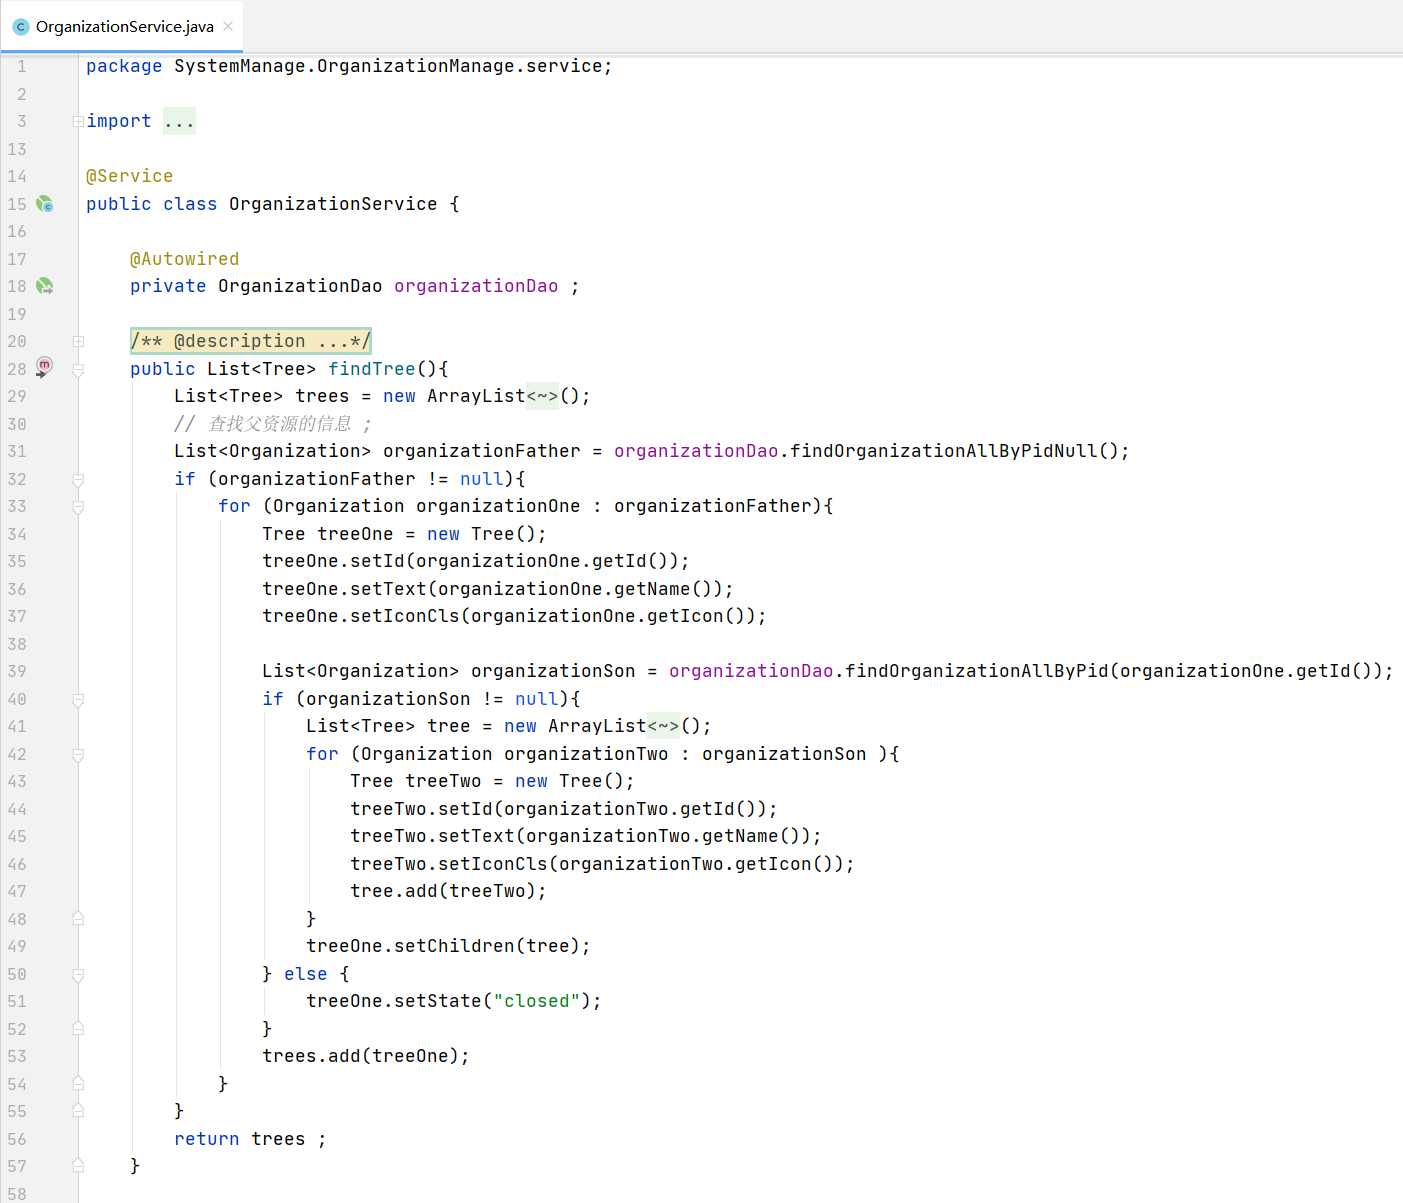 OrganizationService.java
1 package SystemManage.OrganizationManage.service;
2
3 import ...
13
14 @Service
15 public class OrganizationService {
16
17 @Autowired
18 private OrganizationDao organizationDao ;
19
20 /** @description ...*/
28 public List<Tree> findTree(){
29 List<Tree> trees = new ArrayList<~>();
30 // 查找父资源的信息 ;
31 List<Organization> organizationFather = organizationDao.findOrganizationAllByPidNull();
32 if (organizationFather != null){
33 for (Organization organizationOne : organizationFather){
34 Tree treeOne = new Tree();
35 treeOne.setId(organizationOne.getId());
36 treeOne.setText(organizationOne.getName());
37 treeOne.setIconCls(organizationOne.getIcon());
38
39 List<Organization> organizationSon = organizationDao.findOrganizationAllByPid(organizationOne.getId());
40 if (organizationSon != null){
41 List<Tree> tree = new ArrayList<~>();
42 for (Organization organizationTwo : organizationSon ){
43 Tree treeTwo = new Tree();
44 treeTwo.setId(organizationTwo.getId());
45 treeTwo.setText(organizationTwo.getName());
46 treeTwo.setIconCls(organizationTwo.getIcon());
47 tree.add(treeTwo);
48 }
49 treeOne.setChildren(tree);
50 } else {
51 treeOne.setState("closed");
52 }
53 trees.add(treeOne);
54 }
55 }
56 return trees ;
57 }
58